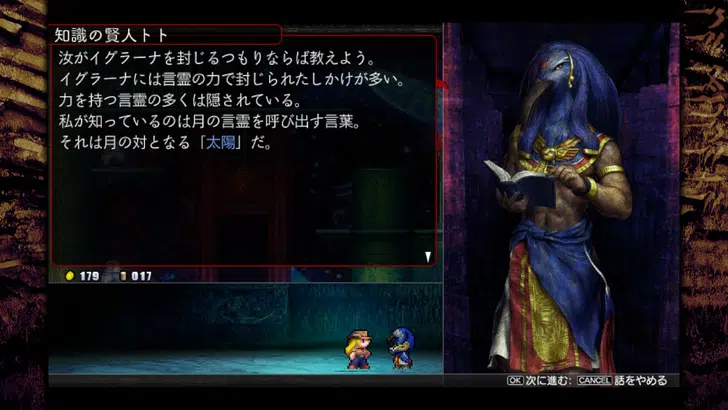 知識の賢人トト
汝がイグラーナを封じるつもりならば教えよう。
イグラーナには言霊の力で封じられたしかけが多い。
力を持つ言霊の多くは隠されている。
私が知っているのは月の言霊を呼び出す言葉。
それは月の対となる「太陽」だ。
179 017
OK 次に進む: CANCEL 話をやめる